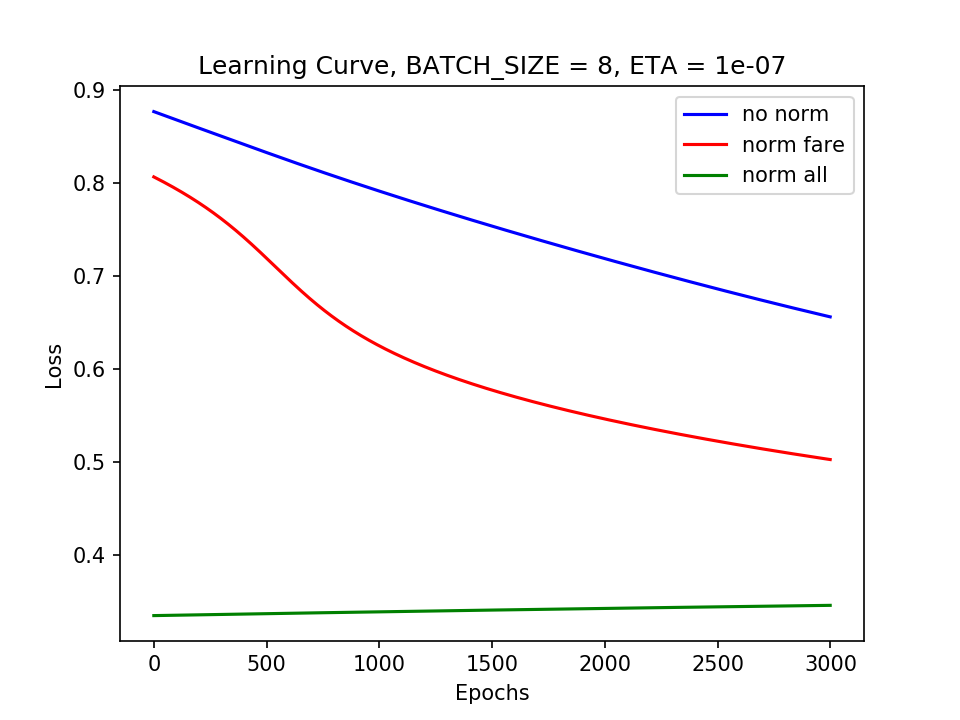 Learning Curve, BATCH_SIZE = 8, ETA = 1e-07
no norm
norm fare
norm all
Loss
0.9
0.8
0.7
0.6
0.5
0.4
0 500 1000 1500 2000 2500 3000
Epochs